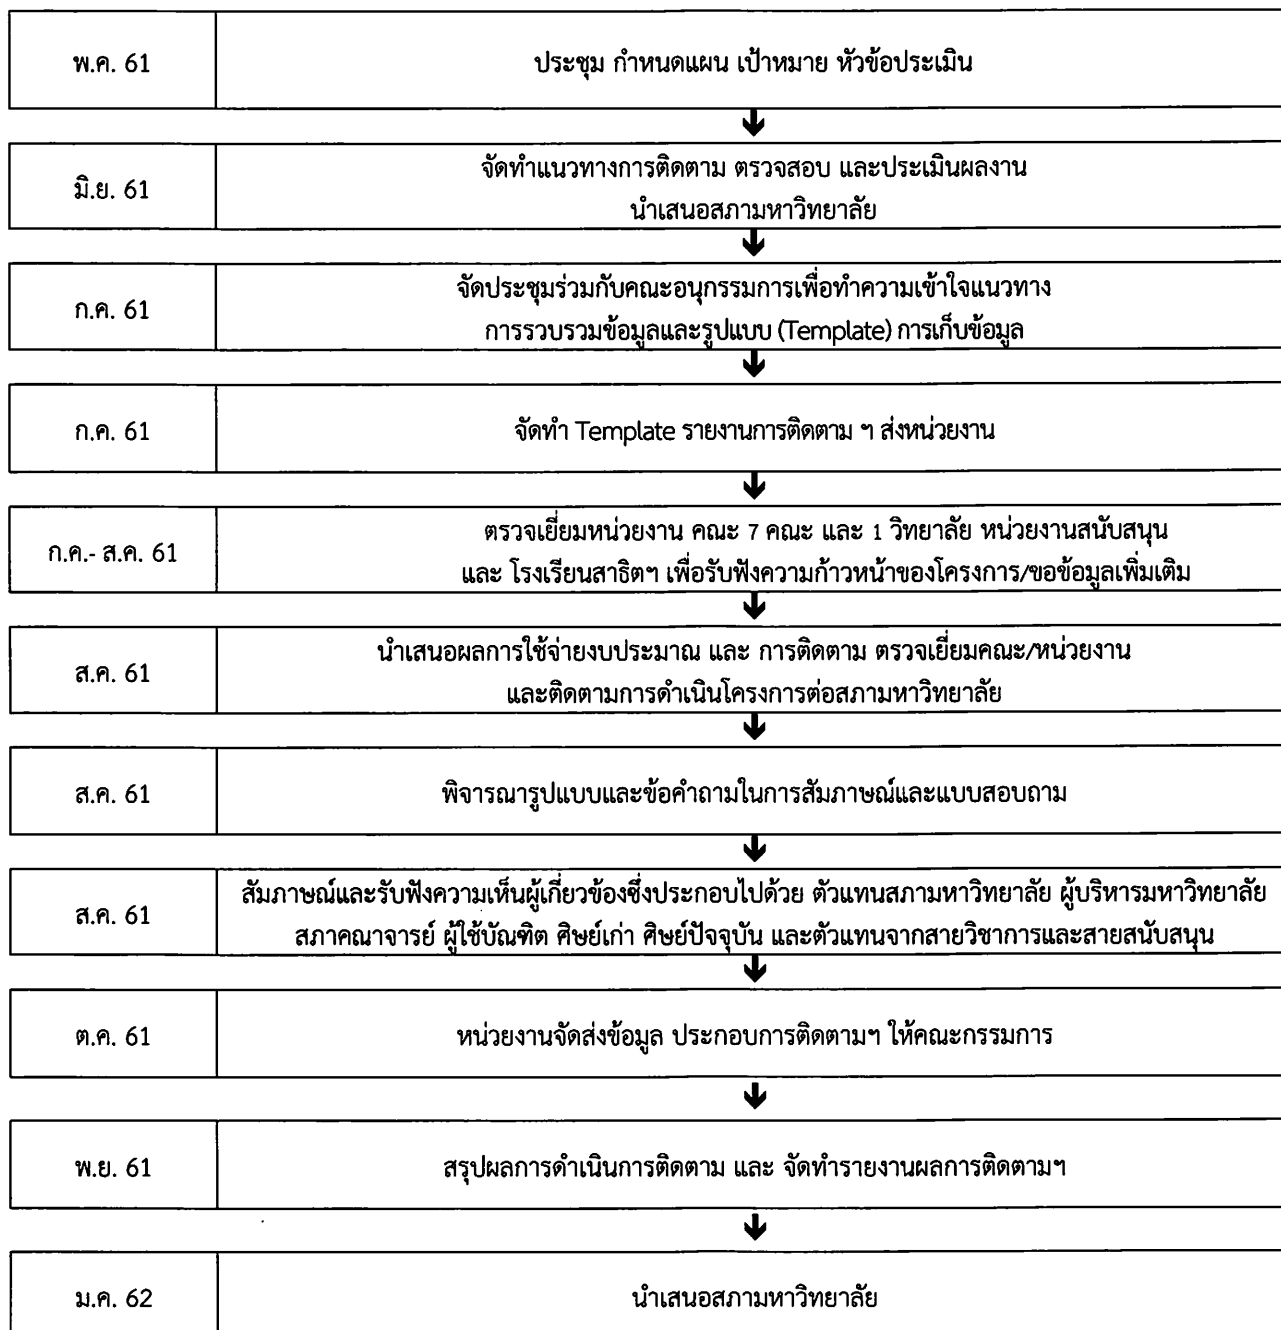 พ.ค. 61
ประชุม กำหนดแผน เป้าหมาย หัวข้อประเมิน
มิ.ย. 61
จัดทำแนวทางการติดตาม ตรวจสอบ และประเมินผลงาน
นำเสนอสภามหาวิทยาลัย
ก.ค. 61
จัดประชุมร่วมกับคณะอนุกรรมการเพื่อทำความเข้าใจแนวทาง
การรวบรวมข้อมูลและรูปแบบ (Template) การเก็บข้อมูล
ก.ค. 61
จัดทำ Template รายงานการติดตาม ฯ ส่งหน่วยงาน
ก.ค.- ส.ค. 61
ตรวจเยี่ยมหน่วยงาน คณะ 7 คณะ และ 1 วิทยาลัย หน่วยงานสนับสนุน
และ โรงเรียนสาธิตฯ เพื่อรับฟังความก้าวหน้าของโครงการ/ขอข้อมูลเพิ่มเติม
ส.ค. 61
นำเสนอผลการใช้จ่ายงบประมาณ และ การติดตาม ตรวจเยี่ยมคณะ/หน่วยงาน
และติดตามการดำเนินโครงการต่อสภามหาวิทยาลัย
ส.ค. 61
พิจารณารูปแบบและข้อคำถามในการสัมภาษณ์และแบบสอบถาม
ส.ค. 61
สัมภาษณ์และรับฟังความเห็นผู้เกี่ยวข้องซึ่งประกอบไปด้วย ตัวแทนสภามหาวิทยาลัย ผู้บริหารมหาวิทยาลัย
สภาคณาจารย์ ผู้ใช้บัณฑิต ศิษย์เก่า ศิษย์ปัจจุบัน และตัวแทนจากสายวิชาการและสายสนับสนุน
ต.ค. 61
หน่วยงานจัดส่งข้อมูล ประกอบการติดตามฯ ให้คณะกรรมการ
พ.ย. 61
สรุปผลการดำเนินการติดตาม และ จัดทำรายงานผลการติดตามฯ
ม.ค. 62
นำเสนอสภามหาวิทยาลัย